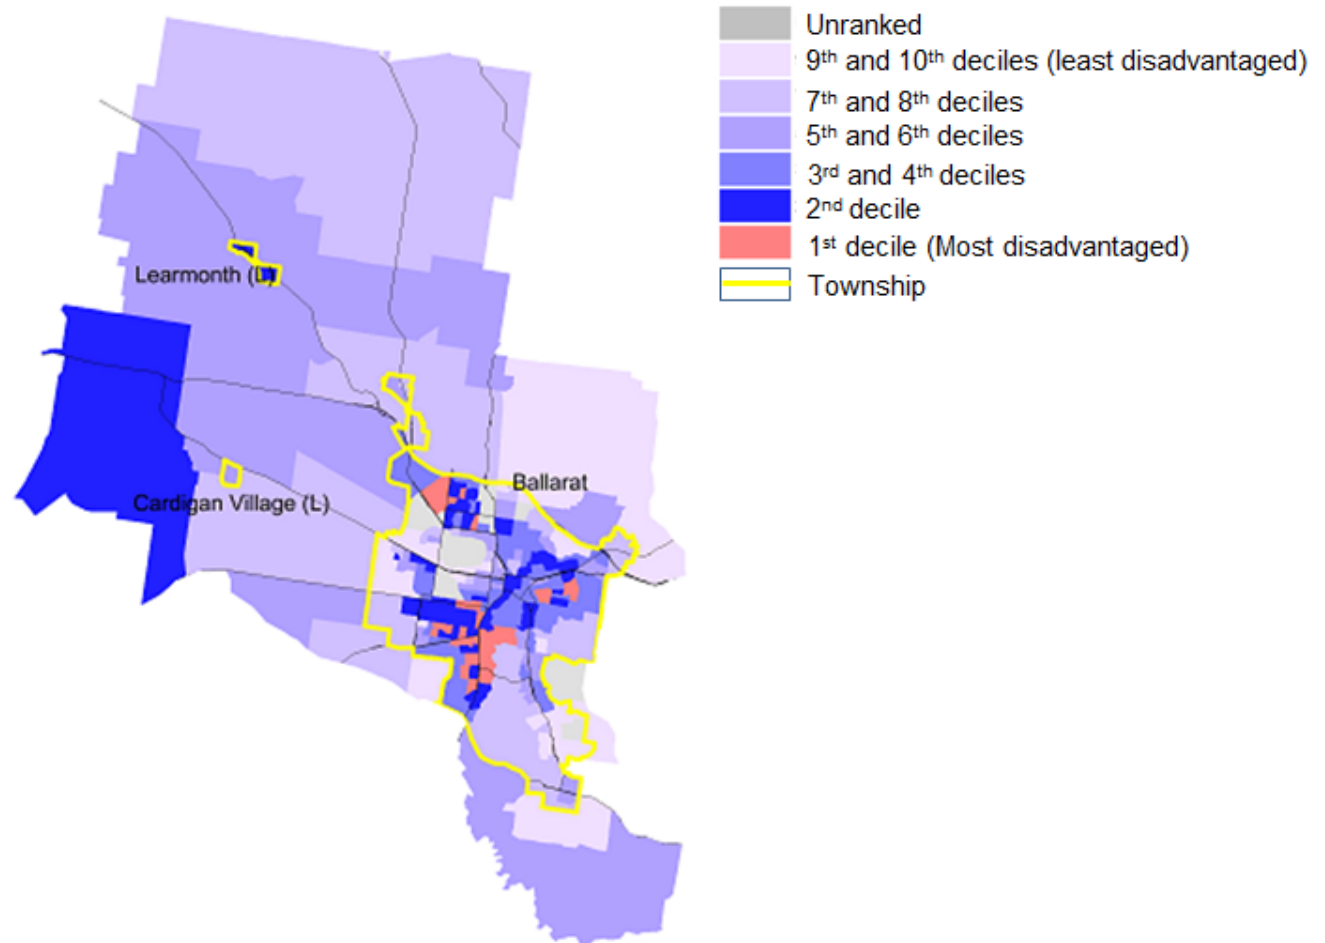 Unranked
9th and 10th deciles (least disadvantaged)
7th and 8th deciles
5th and 6th deciles
3rd and 4th deciles
2nd decile
1st decile (Most disadvantaged)
Township
Learmonth (L)
Ballarat
Cardigan Village (L)